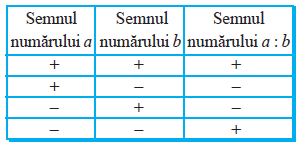 Semnul Semnul Semnul
numărului a numărului b numărului a : b
+ + +
+ – –
– + –
– – +